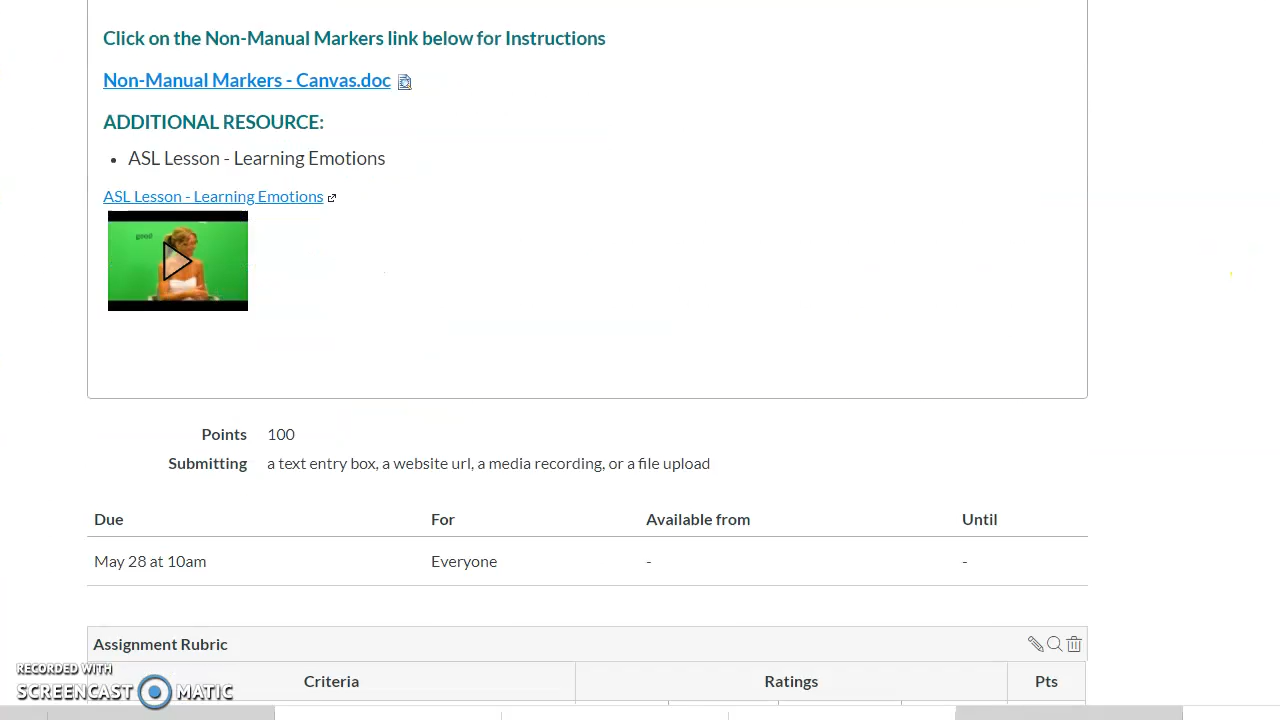 Click on the Non-Manual Markers link below for Instructions
Non-Manual Markers - Canvas.doc
ADDITIONAL RESOURCE:
• ASL Lesson - Learning Emotions
ASL Lesson - Learning Emotions
good
Points 100
Submitting a text entry box, a website url, a media recording, or a file upload
Due For Available from Until
May 28 at 10am Everyone - -
Assignment Rubric
Criteria Ratings Pts
RECORDED WITH
SCREENCAST MATIC